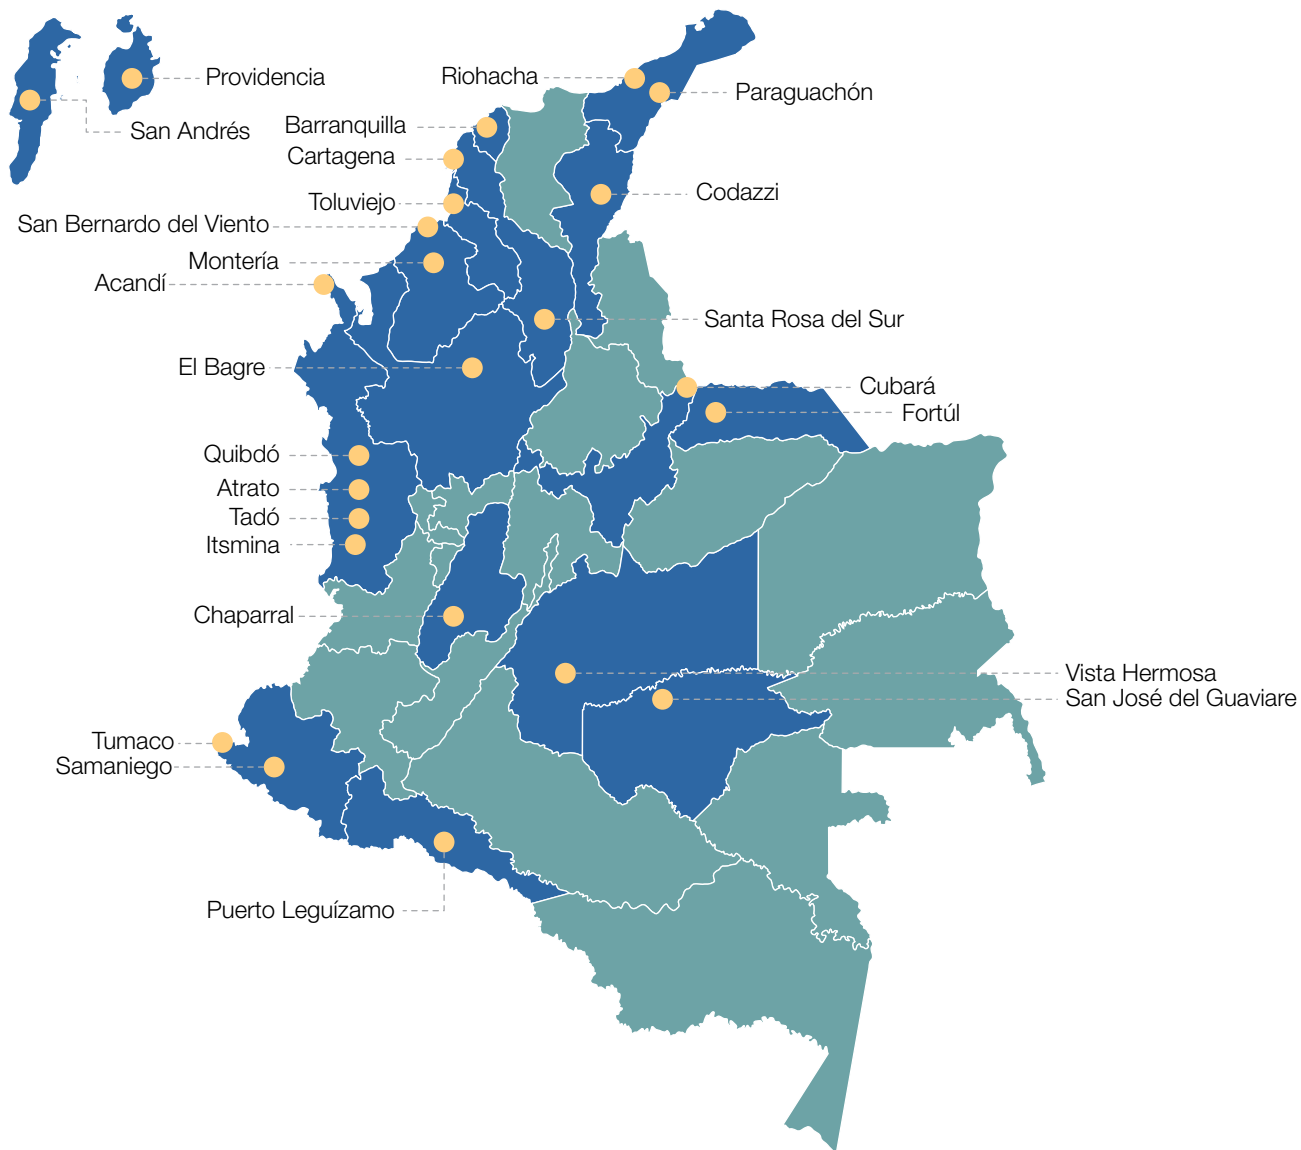 Providencia
San Andrés
Riohacha
Paraguachón
Barranquilla
Cartagena
Codazzi
Toluviejo
San Bernardo del Viento
Montería
Acandí
Santa Rosa del Sur
El Bagre
Cubará
Fortúl
Quibdó
Atrato
Tadó
Itsmina
Chaparral
Vista Hermosa
San José del Guaviare
Tumaco
Samaniego
Puerto Leguízamo